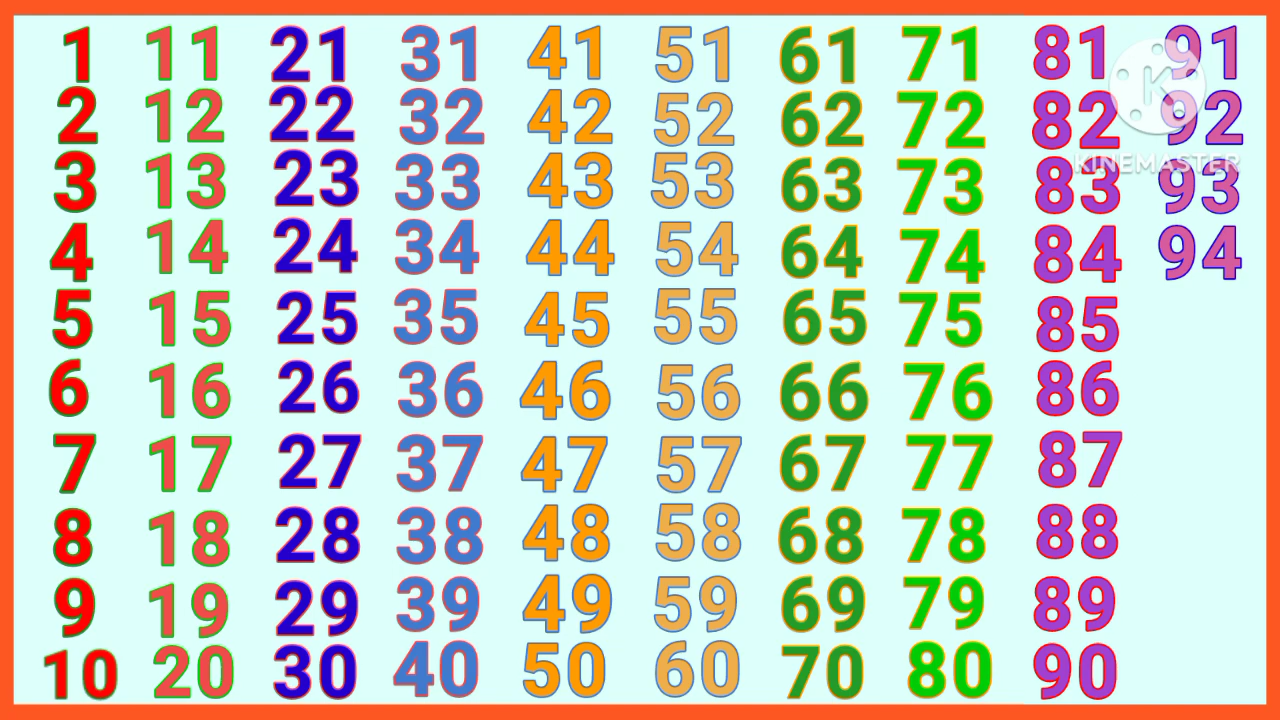 1 11 21 31 41 51 61 71 81 91
2 12 22 32 42 52 62 72 82 92
KINEMASTER
3 13 23 33 43 53 63 73 83 93
4 14 24 34 44 54 64 74 84 94
5 15 25 35 45 55 65 75 85
6 16 26 36 46 56 66 76 86
7 17 27 37 47 57 67 77 87
8 18 28 38 48 58 68 78 88
9 19 29 39 49 59 69 79 89
10 20 30 40 50 60 70 80 90